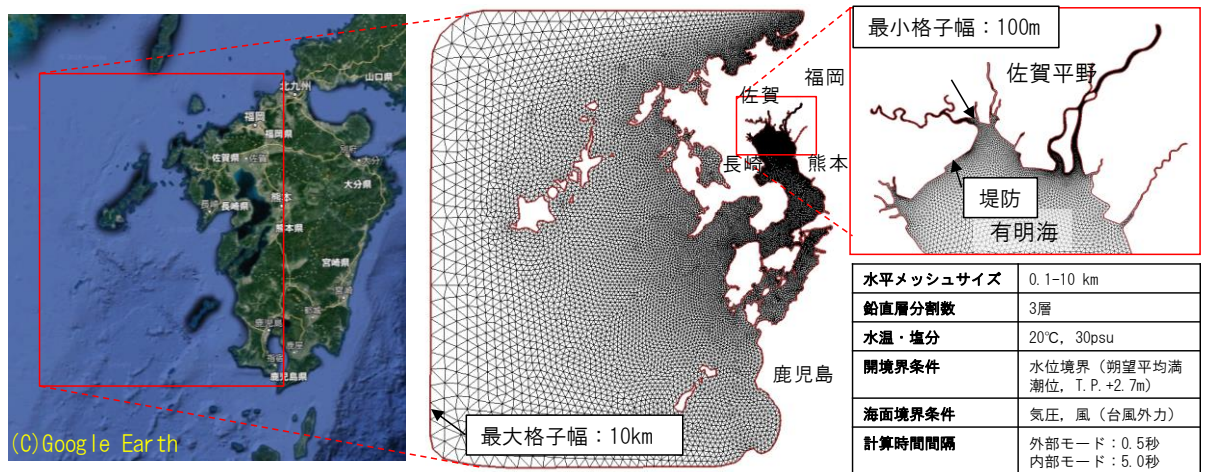 山口県
北九州
福岡
福岡県
佐賀県
佐賀
大分
大分県
長崎
長崎県
熊本
熊本県
宮崎県
鹿児島
指宿
鹿児島県
(C)Google Earth
福岡
佐賀
長崎
熊本
鹿児島
最大格子幅：10km
最小格子幅：100m
佐賀平野
堤防
有明海
水平メッシュサイズ 0.1-10 km
鉛直層分割数 3層
水温・塩分 20℃, 30psu
開境界条件 水位境界（朔望平均満
潮位, T.P.+2.7m）
海面境界条件 気圧, 風（台風外力）
計算時間間隔 外部モード：0.5秒
内部モード：5.0秒